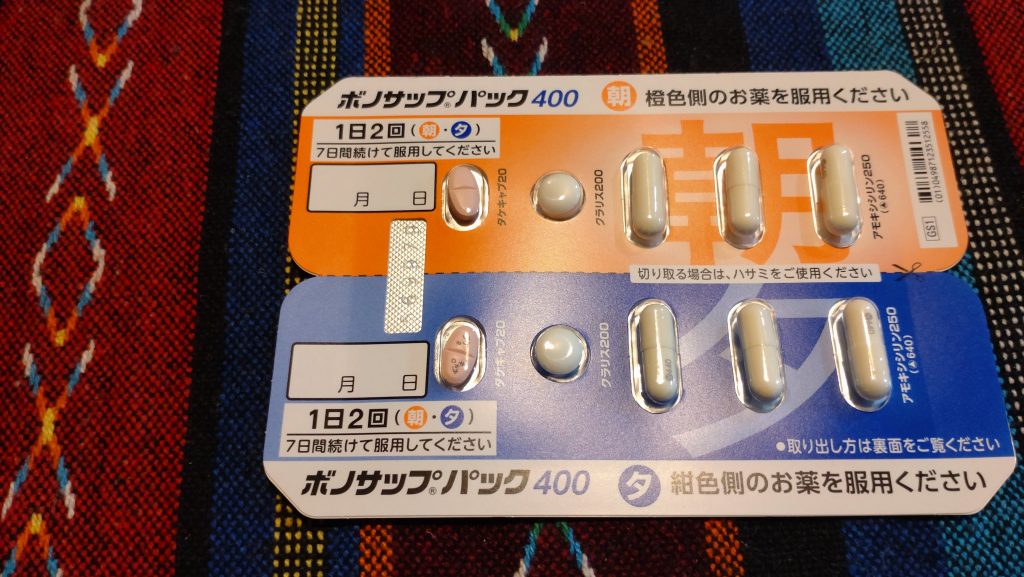 ボノサップ®パック400 朝 橙色側のお薬を服用ください
1日2回(朝・夕)
7日間続けて服用してください
月 日
タケキャブ20
クラリス200
朝
アモキシシリン250
(▲640)
(01)04987123512558
GS1
切り取る場合は、ハサミをご使用ください
夕
月 日
タケキャブ20
クラリス200
アモキシシリン250
(▲640)
1日2回(朝・夕)
7日間続けて服用してください
●取り出し方は裏面をご覧ください
ボノサップ®パック400 夕 紺色側のお薬を服用ください